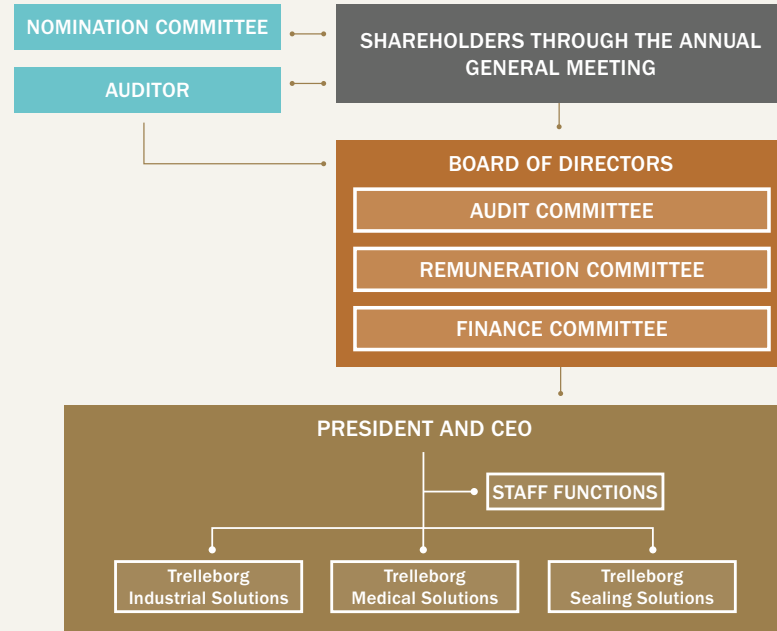 NOMINATION COMMITTEE
SHAREHOLDERS THROUGH THE ANNUAL
GENERAL MEETING
AUDITOR
BOARD OF DIRECTORS
AUDIT COMMITTEE
REMUNERATION COMMITTEE
FINANCE COMMITTEE
PRESIDENT AND CEO
STAFF FUNCTIONS
Trelleborg
Industrial Solutions
Trelleborg
Medical Solutions
Trelleborg
Sealing Solutions